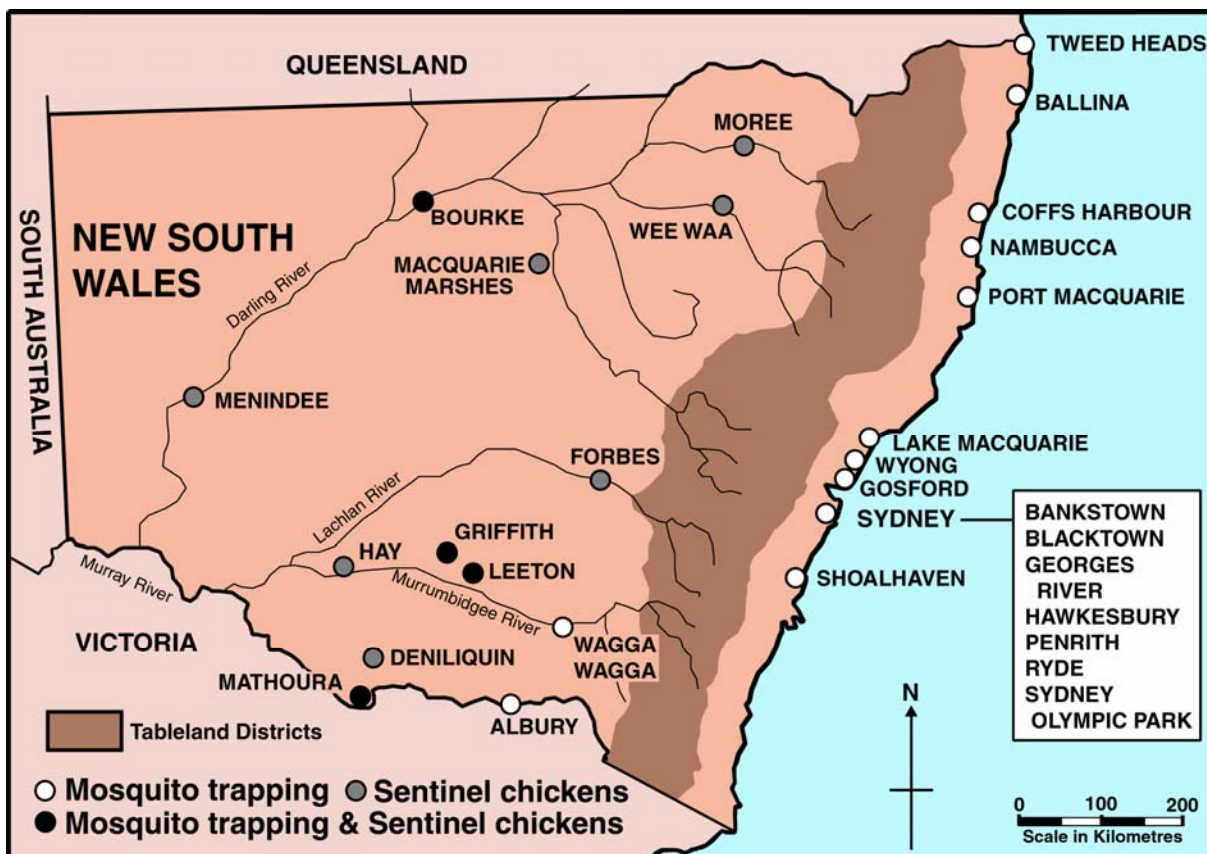 QUEENSLAND
TWEED HEADS
BALLINA
MOREE
BOURKE
WEE WAA
COFFS HARBOUR
SOUTH AUSTRALIA
NEW SOUTH
WALES
NAMBUCCA
MACQUARIE
MARSHES
Darling River
PORT MACQUARIE
MENINDEE
LAKE MACQUARIE
FORBES
WYONG
GOSFORD
Lachlan River
SYDNEY
BANKSTOWN
BLACKTOWN
GEORGES
RIVER
HAWKESBURY
PENRITH
RYDE
SYDNEY
OLYMPIC PARK
GRIFFITH
HAY
LEETON
SHOALHAVEN
Murray River
Murrumbidgee River
VICTORIA
WAGGA
WAGGA
DENILIQUIN
MATHOURA
ALBURY
N
Tableland Districts
Mosquito trapping
Sentinel chickens
Mosquito trapping & Sentinel chickens
0 100 200
Scale in Kilometres